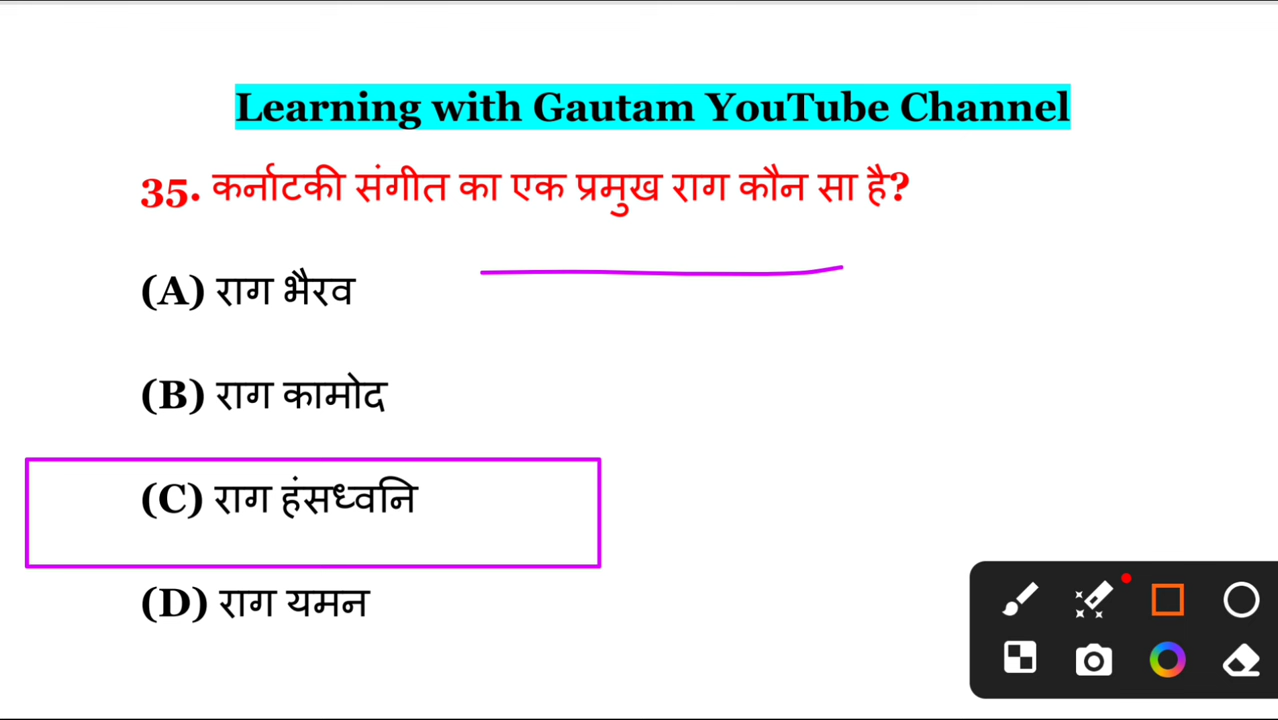 Learning with Gautam YouTube Channel
35. कर्नाटकी संगीत का एक प्रमुख राग कौन सा है?
(A) राग भैरव
(B) राग कामोद
(C) राग हंसध्वनि
(D) राग यमन